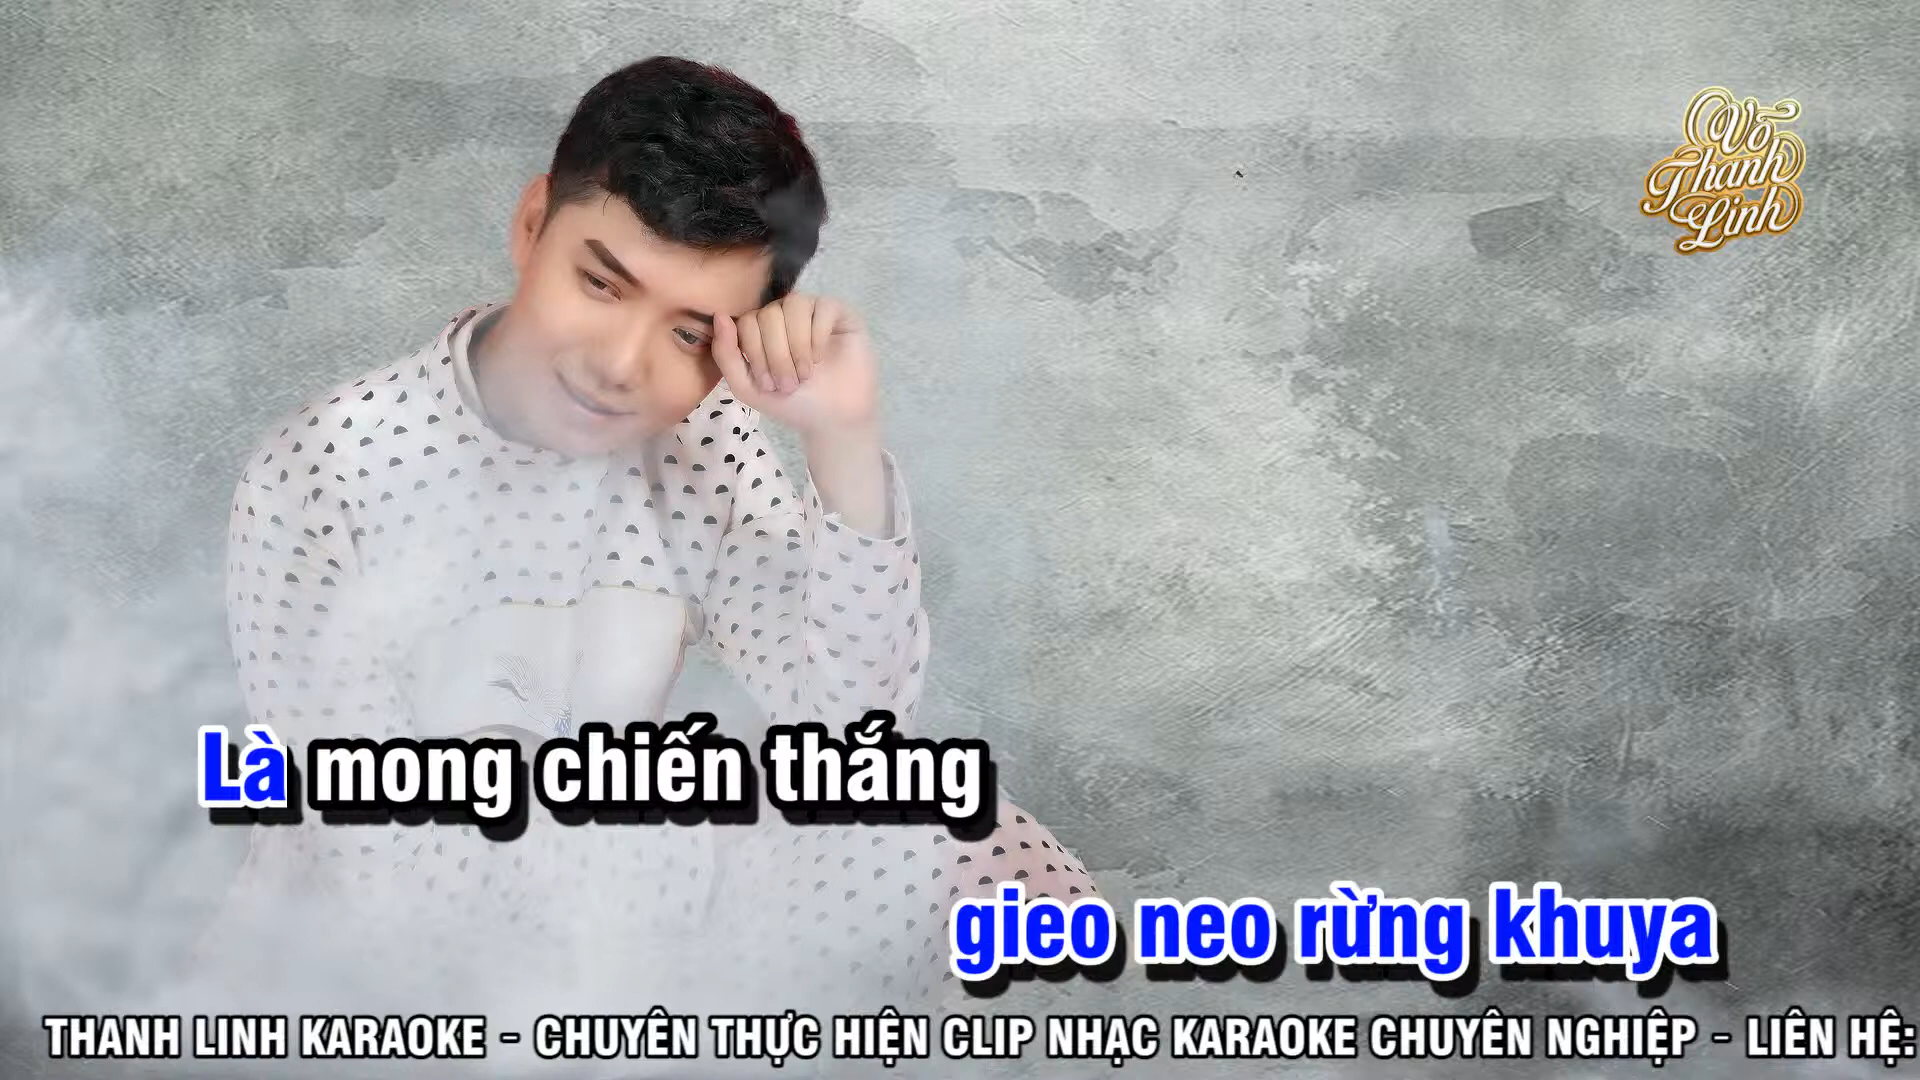 Võ
Thanh
Linh
Là mong chiến thắng
gieo neo rừng khuya
THANH LINH KARAOKE - CHUYÊN THỰC HIỆN CLIP NHẠC KARAOKE CHUYÊN NGHIỆP - LIÊN HỆ: